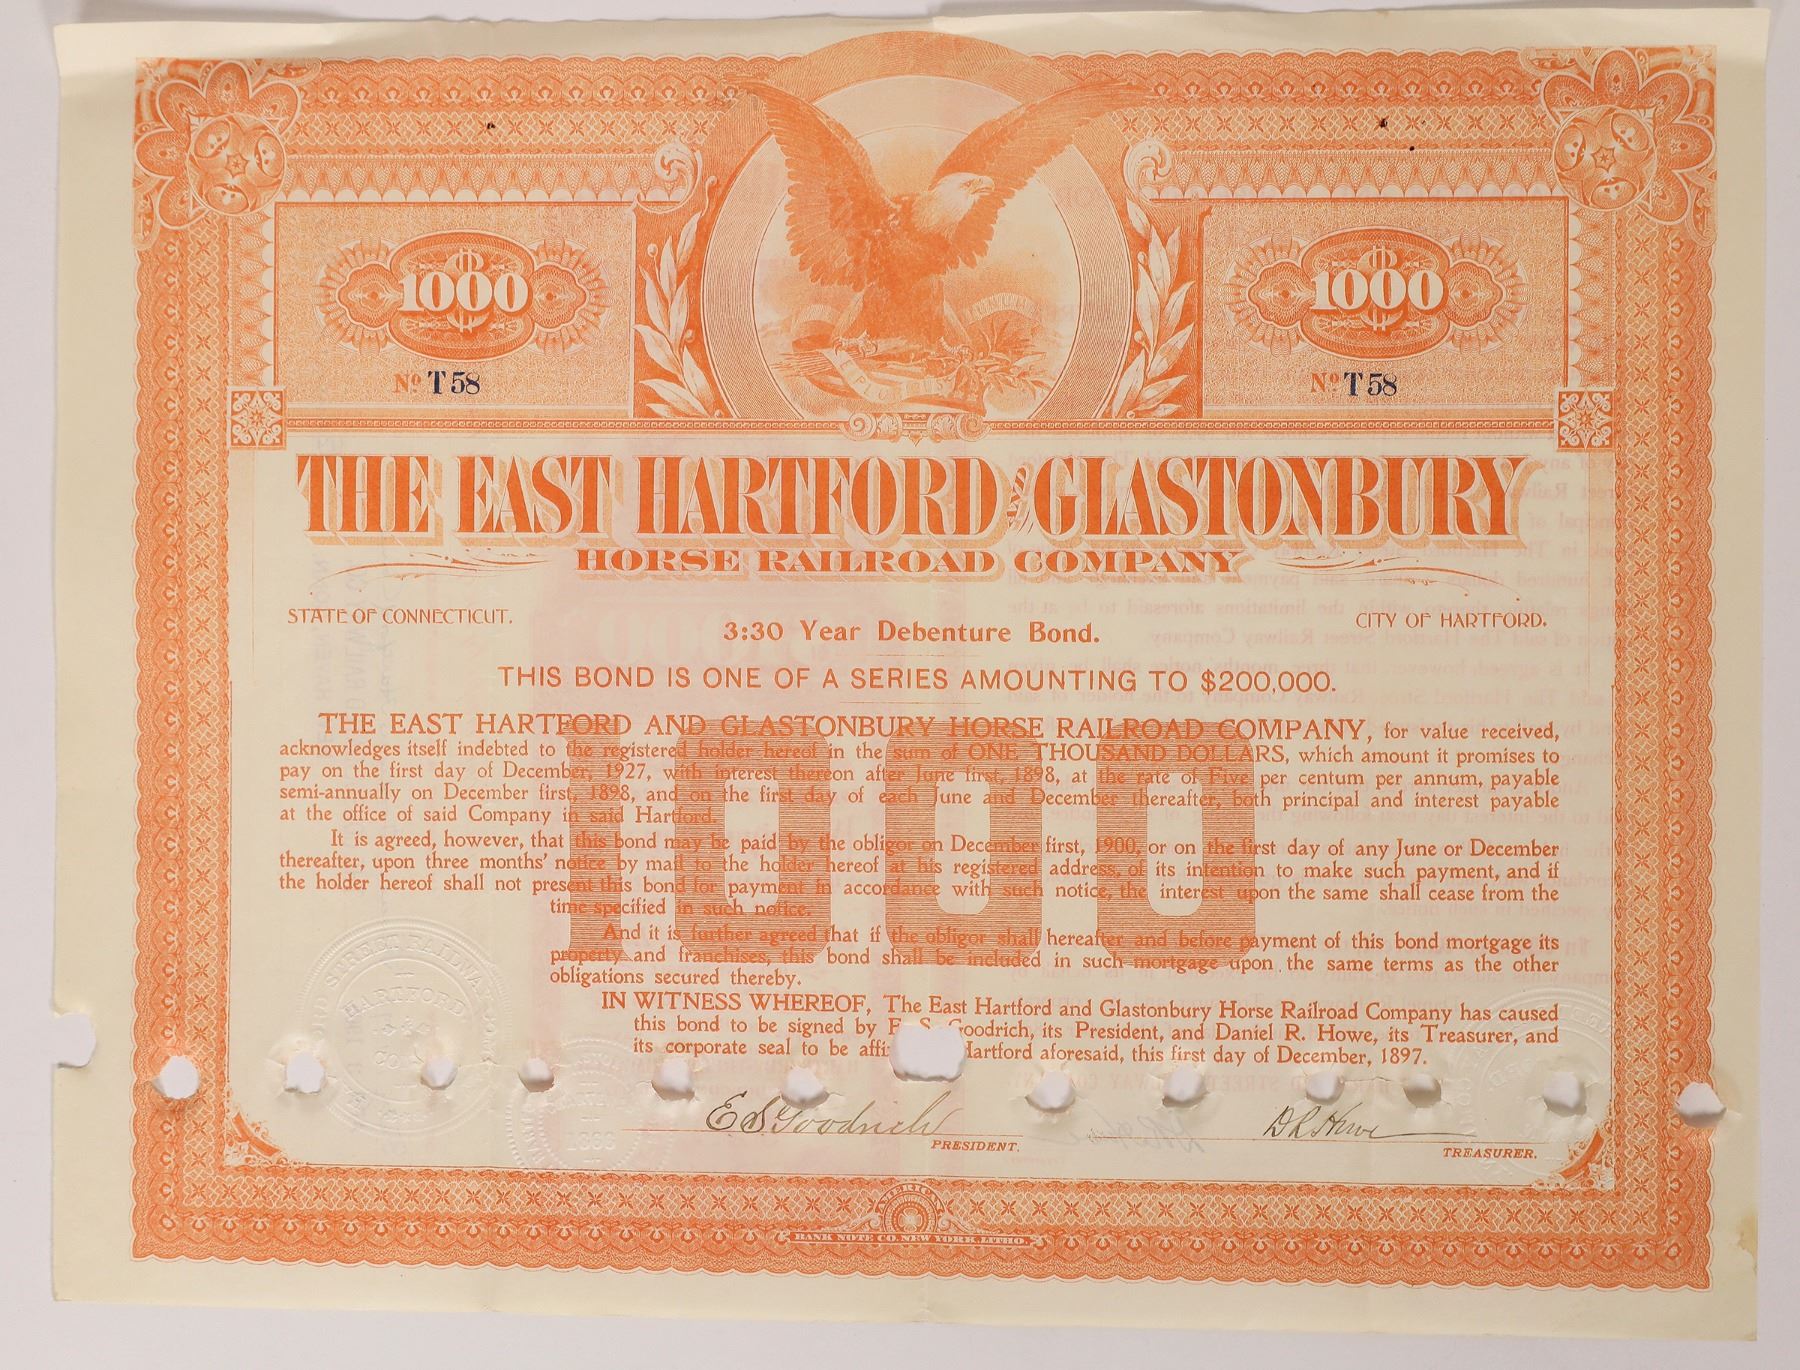 1000
1000
Nº T58
Nº T58
THE EAST HARTFORD AND GLASTONBURY
HORSE RAILROAD COMPANY
STATE OF CONNECTICUT.
CITY OF HARTFORD.
3:30 Year Debenture Bond.
THIS BOND IS ONE OF A SERIES AMOUNTING TO $200,000.
THE EAST HARTFORD AND GLASTONBURY HORSE RAILROAD COMPANY, for value received,
acknowledges itself indebted to the registered holder hereof in the sum of ONE THOUSAND DOLLARS, which amount it promises to
pay on the first day of December, 1927, with interest thereon after June first, 1898, at the rate of Five per centum per annum, payable
semi-annually on December first, 1898, and on the first day of each June and December thereafter, both principal and interest payable
at the office of said Company in said Hartford.
It is agreed, however, that this bond may be paid by the obligor on December first, 1900, or on the first day of any June or December
thereafter, upon three months' notice by mail to the holder hereof at his registered address, of its intention to make such payment, and if
the holder hereof shall not present this bond for payment in accordance with such notice, the interest upon the same shall cease from the
time specified in such notice.
And it is further agreed that if the obligor shall hereafter and before payment of this bond mortgage its
property and franchises, this bond shall be included in such mortgage upon the same terms as the other
obligations secured thereby.
1000
IN WITNESS WHEREOF, The East Hartford and Glastonbury Horse Railroad Company has caused
this bond to be signed by E. S. Goodrich, its President, and Daniel R. Howe, its Treasurer, and
its corporate seal to be affi Hartford aforesaid, this first day of December, 1897.
E S Goodrich
PRESIDENT.
D R Howe
TREASURER.
STREET RAILWAY
HARTFORD
AMERICAN
BANK NOTE CO. NEW YORK, LITHO.